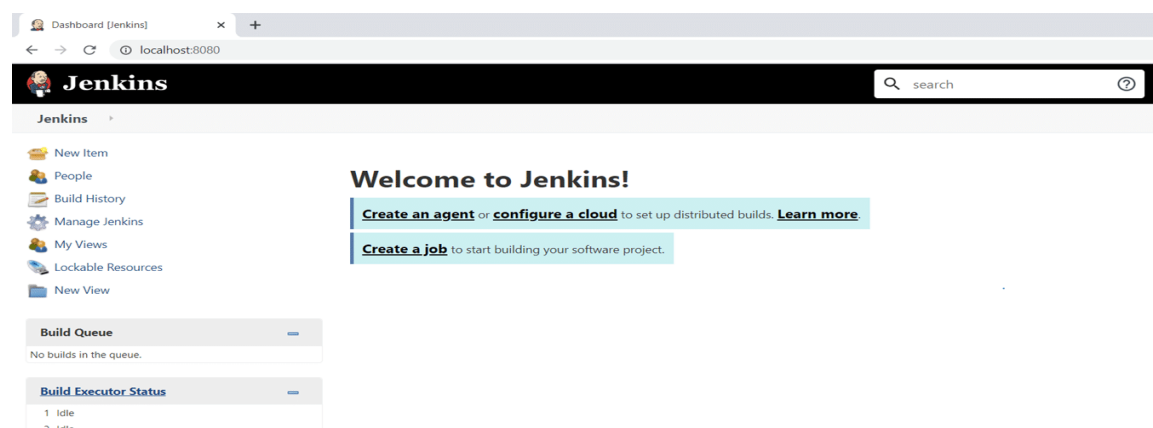 Dashboard [Jenkins]
localhost:8080
Jenkins
search
Jenkins
New Item
People
Build History
Manage Jenkins
My Views
Lockable Resources
New View
Build Queue
No builds in the queue.
Build Executor Status
1 Idle
Welcome to Jenkins!
Create an agent or configure a cloud to set up distributed builds. Learn more.
Create a job to start building your software project.